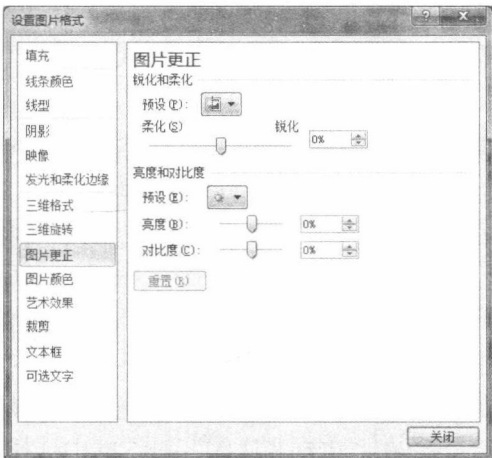 设置图片格式
填充
线条颜色
线型
阴影
映像
发光和柔化边缘
三维格式
三维旋转
图片更正
图片颜色
艺术效果
裁剪
文本框
可选文字
图片更正
锐化和柔化
预设(P):
柔化(S) 锐化
0%
亮度和对比度
预设(E):
亮度(B): 0%
对比度(C): 0%
重置(R)
关闭